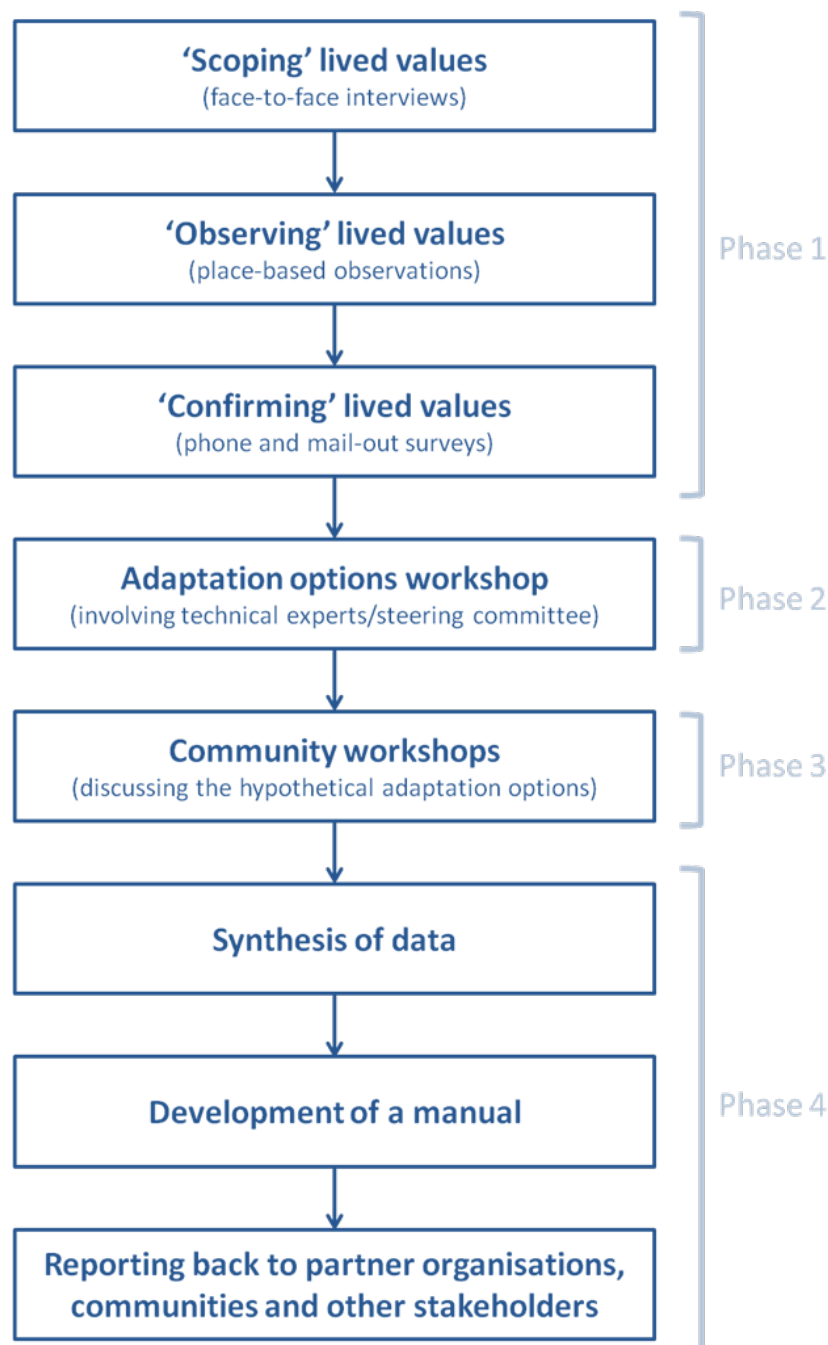 ‘Scoping’ lived values
(face-to-face interviews)
‘Observing’ lived values
(place-based observations)
Phase 1
‘Confirming’ lived values
(phone and mail-out surveys)
Adaptation options workshop
(involving technical experts/steering committee)
Phase 2
Community workshops
(discussing the hypothetical adaptation options)
Phase 3
Synthesis of data
Development of a manual
Phase 4
Reporting back to partner organisations,
communities and other stakeholders